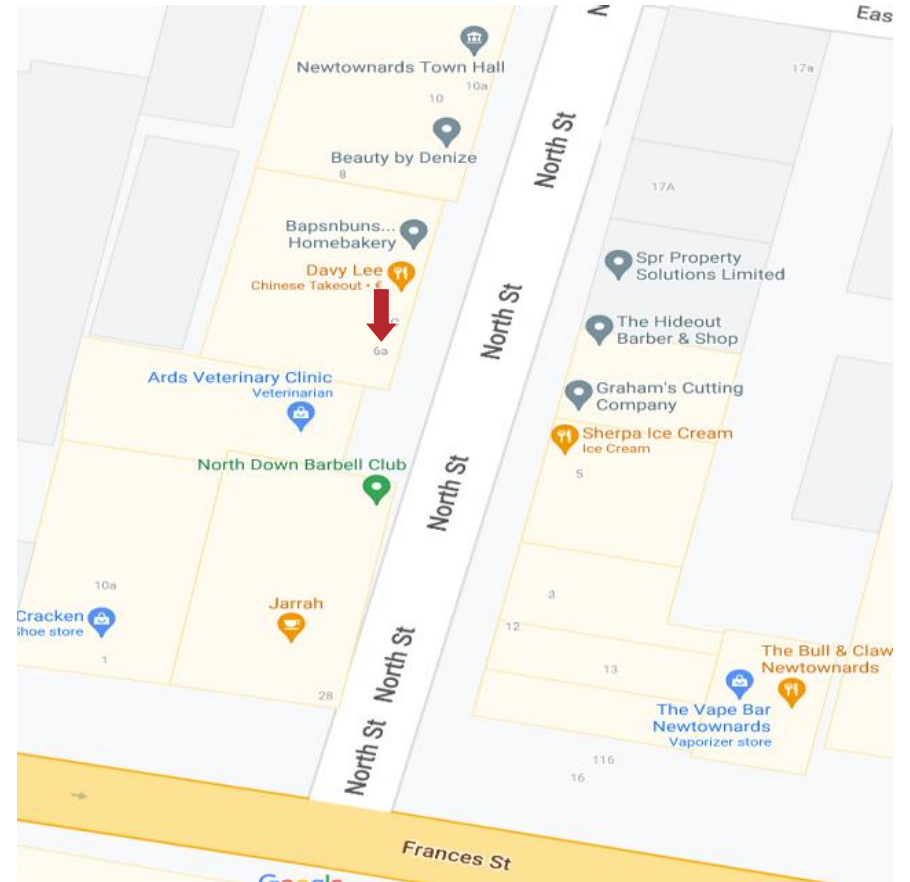 Eas
Newtownards Town Hall
10a
10
17a
North St
Beauty by Denize
8
17A
Bapsnbuns...
Homebakery
Spr Property
Solutions Limited
Davy Lee
Chinese Takeout • €
North St
The Hideout
Barber & Shop
6a
Ards Veterinary Clinic
Veterinarian
Graham's Cutting
Company
Sherpa Ice Cream
Ice Cream
North Down Barbell Club
North St
5
10a
Jarrah
3
Cracken
Shoe store
12
North St
1
13
The Bull & Claw
Newtownards
28
The Vape Bar
Newtownards
Vaporizer store
North St
116
16
Frances St
Google